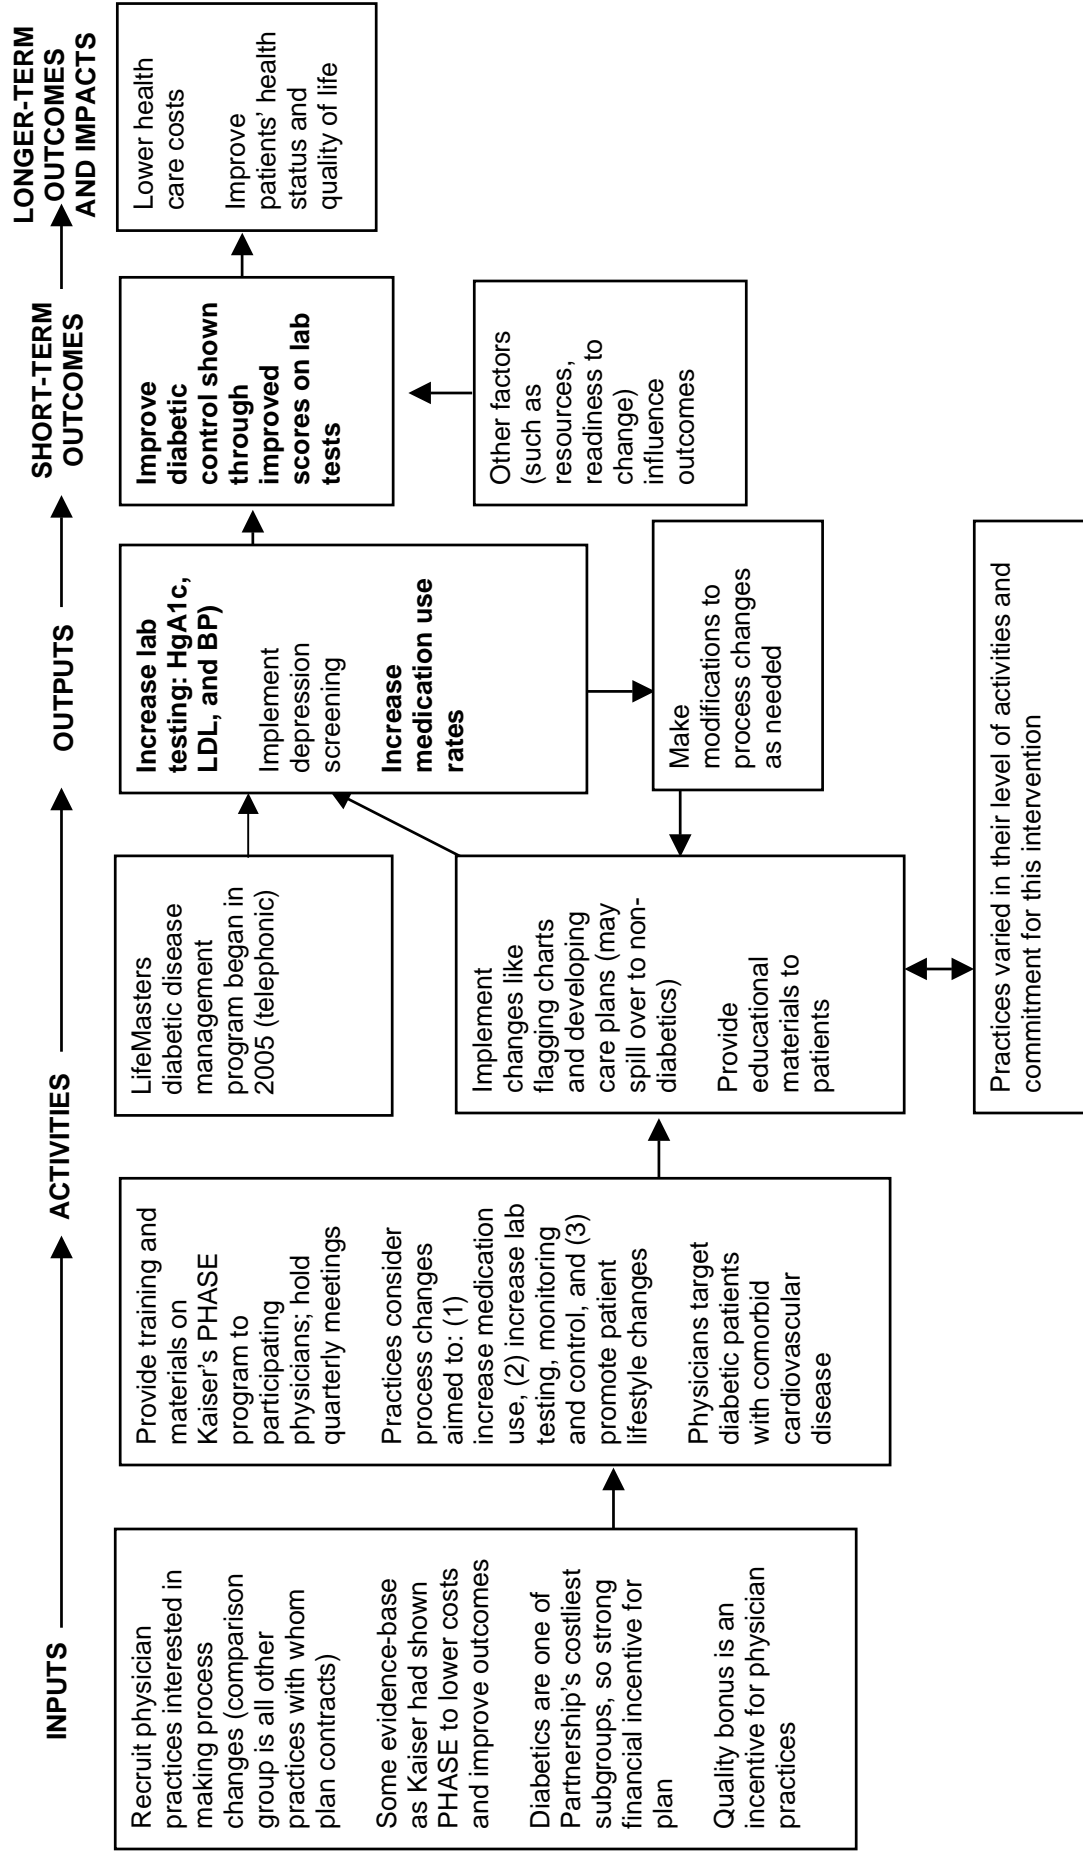 INPUTS
ACTIVITIES
OUTPUTS
SHORT-TERM
OUTCOMES
LONGER-TERM
OUTCOMES
AND IMPACTS
Recruit physician
practices interested in
making process
changes (comparison
group is all other
practices with whom
plan contracts)
Some evidence-base
as Kaiser had shown
PHASE to lower costs
and improve outcomes
Diabetics are one of
Partnership's costliest
subgroups, so strong
financial incentive for
plan
Quality bonus is an
incentive for physician
practices
Provide training and
materials on
Kaiser's PHASE
program to
participating
physicians; hold
quarterly meetings
Practices consider
process changes
aimed to: (1)
increase medication
use, (2) increase lab
testing, monitoring
and control, and (3)
promote patient
lifestyle changes
Physicians target
diabetic patients
with comorbid
cardiovascular
disease
LifeMasters
diabetic disease
management
program began in
2005 (telephonic)
Implement
changes like
flagging charts
and developing
care plans (may
spill over to non-
diabetics)
Provide
educational
materials to
patients
Practices varied in their level of activities and
commitment for this intervention
Increase lab
testing: HgA1c,
LDL, and BP)
Implement
depression
screening
Increase
medication use
rates
Make
modifications to
process changes
as needed
Improve
diabetic
control shown
through
improved
scores on lab
tests
Other factors
(such as
resources,
readiness to
change)
influence
outcomes
Lower health
care costs
Improve
patients' health
status and
quality of life